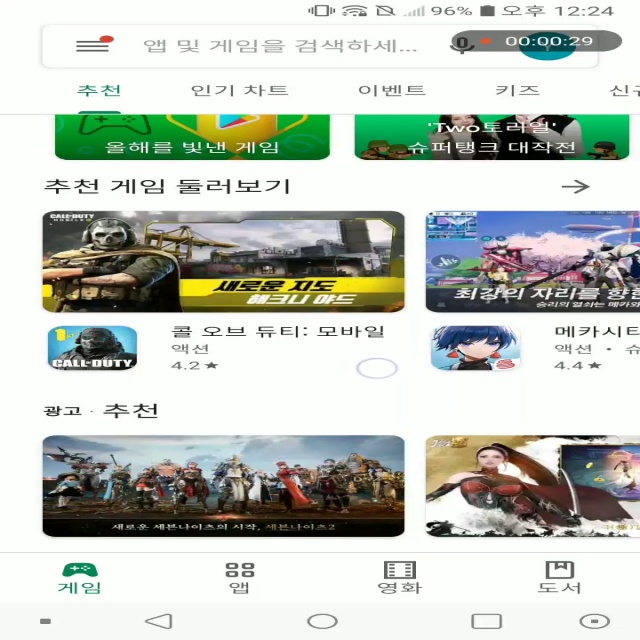 96% 오후 12:24
앱 및 게임을 검색하세...
00:00:29
추천 인기 차트 이벤트 키즈 신규
올해를 빛낸 게임
'Two토러일'
슈퍼탱크 대작전
추천 게임 둘러보기
CALL·DUTY
MOBILE
새로운 지도
해크니 야드
최강의 자리를 향한
승리의 열쇠는 메카와
CALL·DUTY
콜 오브 듀티: 모바일
액션
4.2★
메카시티
액션 · 슈
4.4★
광고 · 추천
새로운 세븐나이츠의 시작, 세븐나이츠2
게임 앱 영화 도서